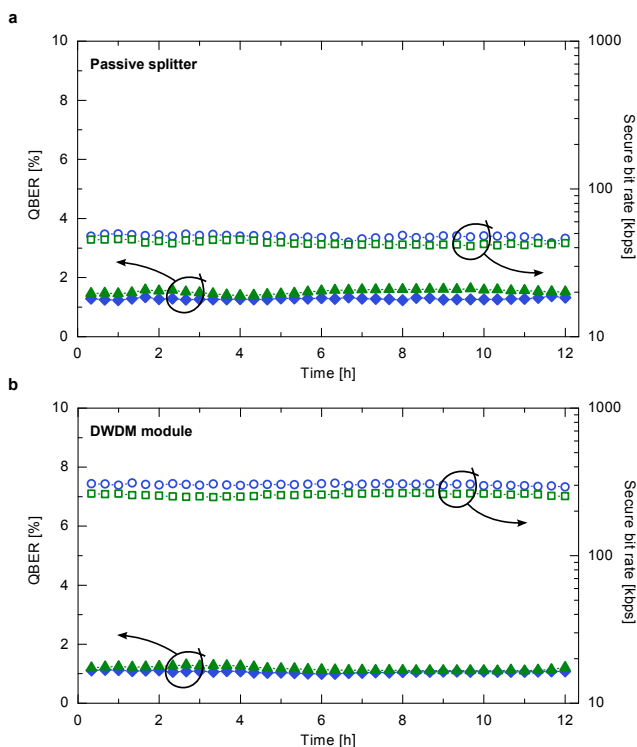 a
10
8
6
4
2
0
QBER [%]
Passive splitter
1000
100
10
Secure bit rate [kbps]
0 2 4 6 8 10 12
Time [h]
b
10
8
6
4
2
0
QBER [%]
DWDM module
1000
100
10
Secure bit rate [kbps]
0 2 4 6 8 10 12
Time [h]